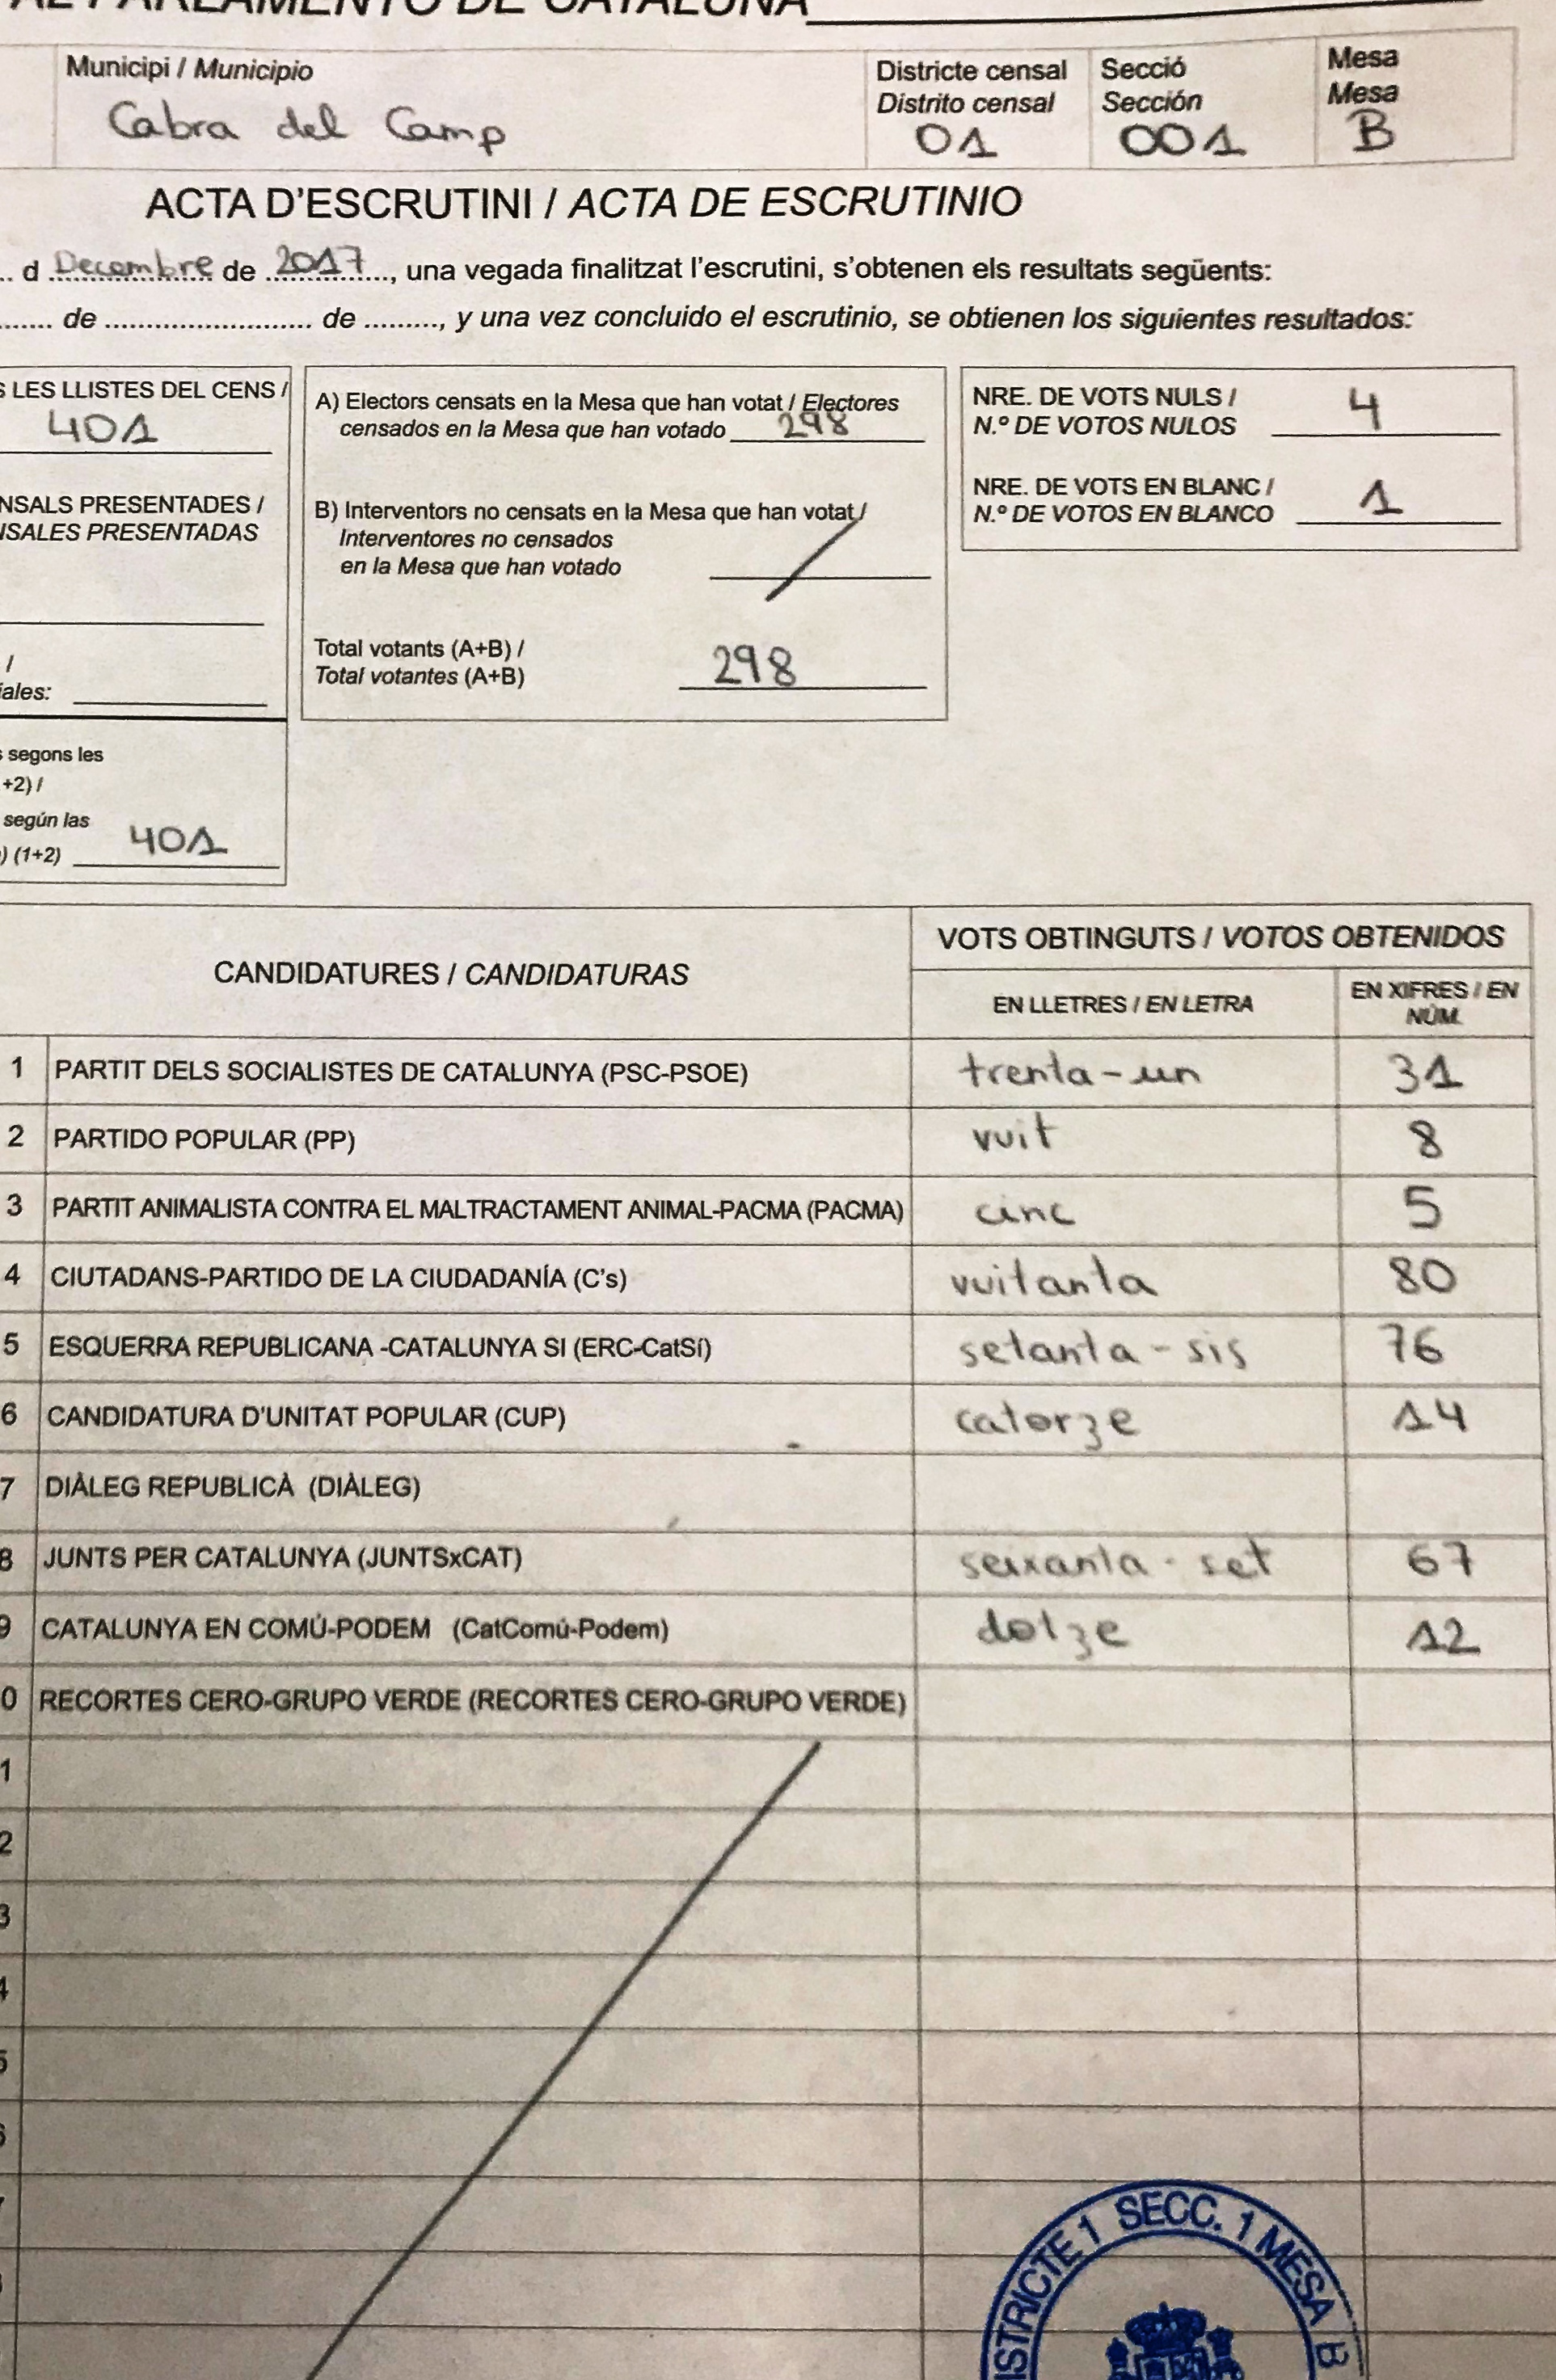 AL PARLAMENTO DE CATALUÑA
Municipi / Municipio
Cabra del Camp
Districte censal
Distrito censal
01
Secció
Sección
001
Mesa
Mesa
B
ACTA D'ESCRUTINI / ACTA DE ESCRUTINIO
.. d Decembre de 2017, una vegada finalitzat l'escrutini, s'obtenen els resultats següents:
....... de ........................ de ........., y una vez concluido el escrutinio, se obtienen los siguientes resultados:
LES LLISTES DEL CENS /
401
NSALS PRESENTADES /
SALES PRESENTADAS
/
iales:
segons les
+2) /
según las
) (1+2) 401
A) Electors censats en la Mesa que han votat / Electores
censados en la Mesa que han votado 298
B) Interventors no censats en la Mesa que han votat /
Interventores no censados
en la Mesa que han votado
Total votants (A+B) /
Total votantes (A+B) 298
NRE. DE VOTS NULS /
N.º DE VOTOS NULOS 4
NRE. DE VOTS EN BLANC /
N.º DE VOTOS EN BLANCO 1
CANDIDATURES / CANDIDATURAS
VOTS OBTINGUTS / VOTOS OBTENIDOS
EN LLETRES / EN LETRA
EN XIFRES / EN
NÚM.
1 PARTIT DELS SOCIALISTES DE CATALUNYA (PSC-PSOE) trenta-un 31
2 PARTIDO POPULAR (PP) vuit 8
3 PARTIT ANIMALISTA CONTRA EL MALTRACTAMENT ANIMAL-PACMA (PACMA) cinc 5
4 CIUTADANS-PARTIDO DE LA CIUDADANÍA (C's) vuitanta 80
5 ESQUERRA REPUBLICANA -CATALUNYA SI (ERC-CatSí) setanta-sis 76
6 CANDIDATURA D'UNITAT POPULAR (CUP) catorze 14
7 DIÀLEG REPUBLICÀ (DIÀLEG)
8 JUNTS PER CATALUNYA (JUNTSxCAT) seixanta-set 67
9 CATALUNYA EN COMÚ-PODEM (CatComú-Podem) dotze 12
0 RECORTES CERO-GRUPO VERDE (RECORTES CERO-GRUPO VERDE)
1
2
3
4
5
6
STRICTE 1 SECC. 1 MESA B